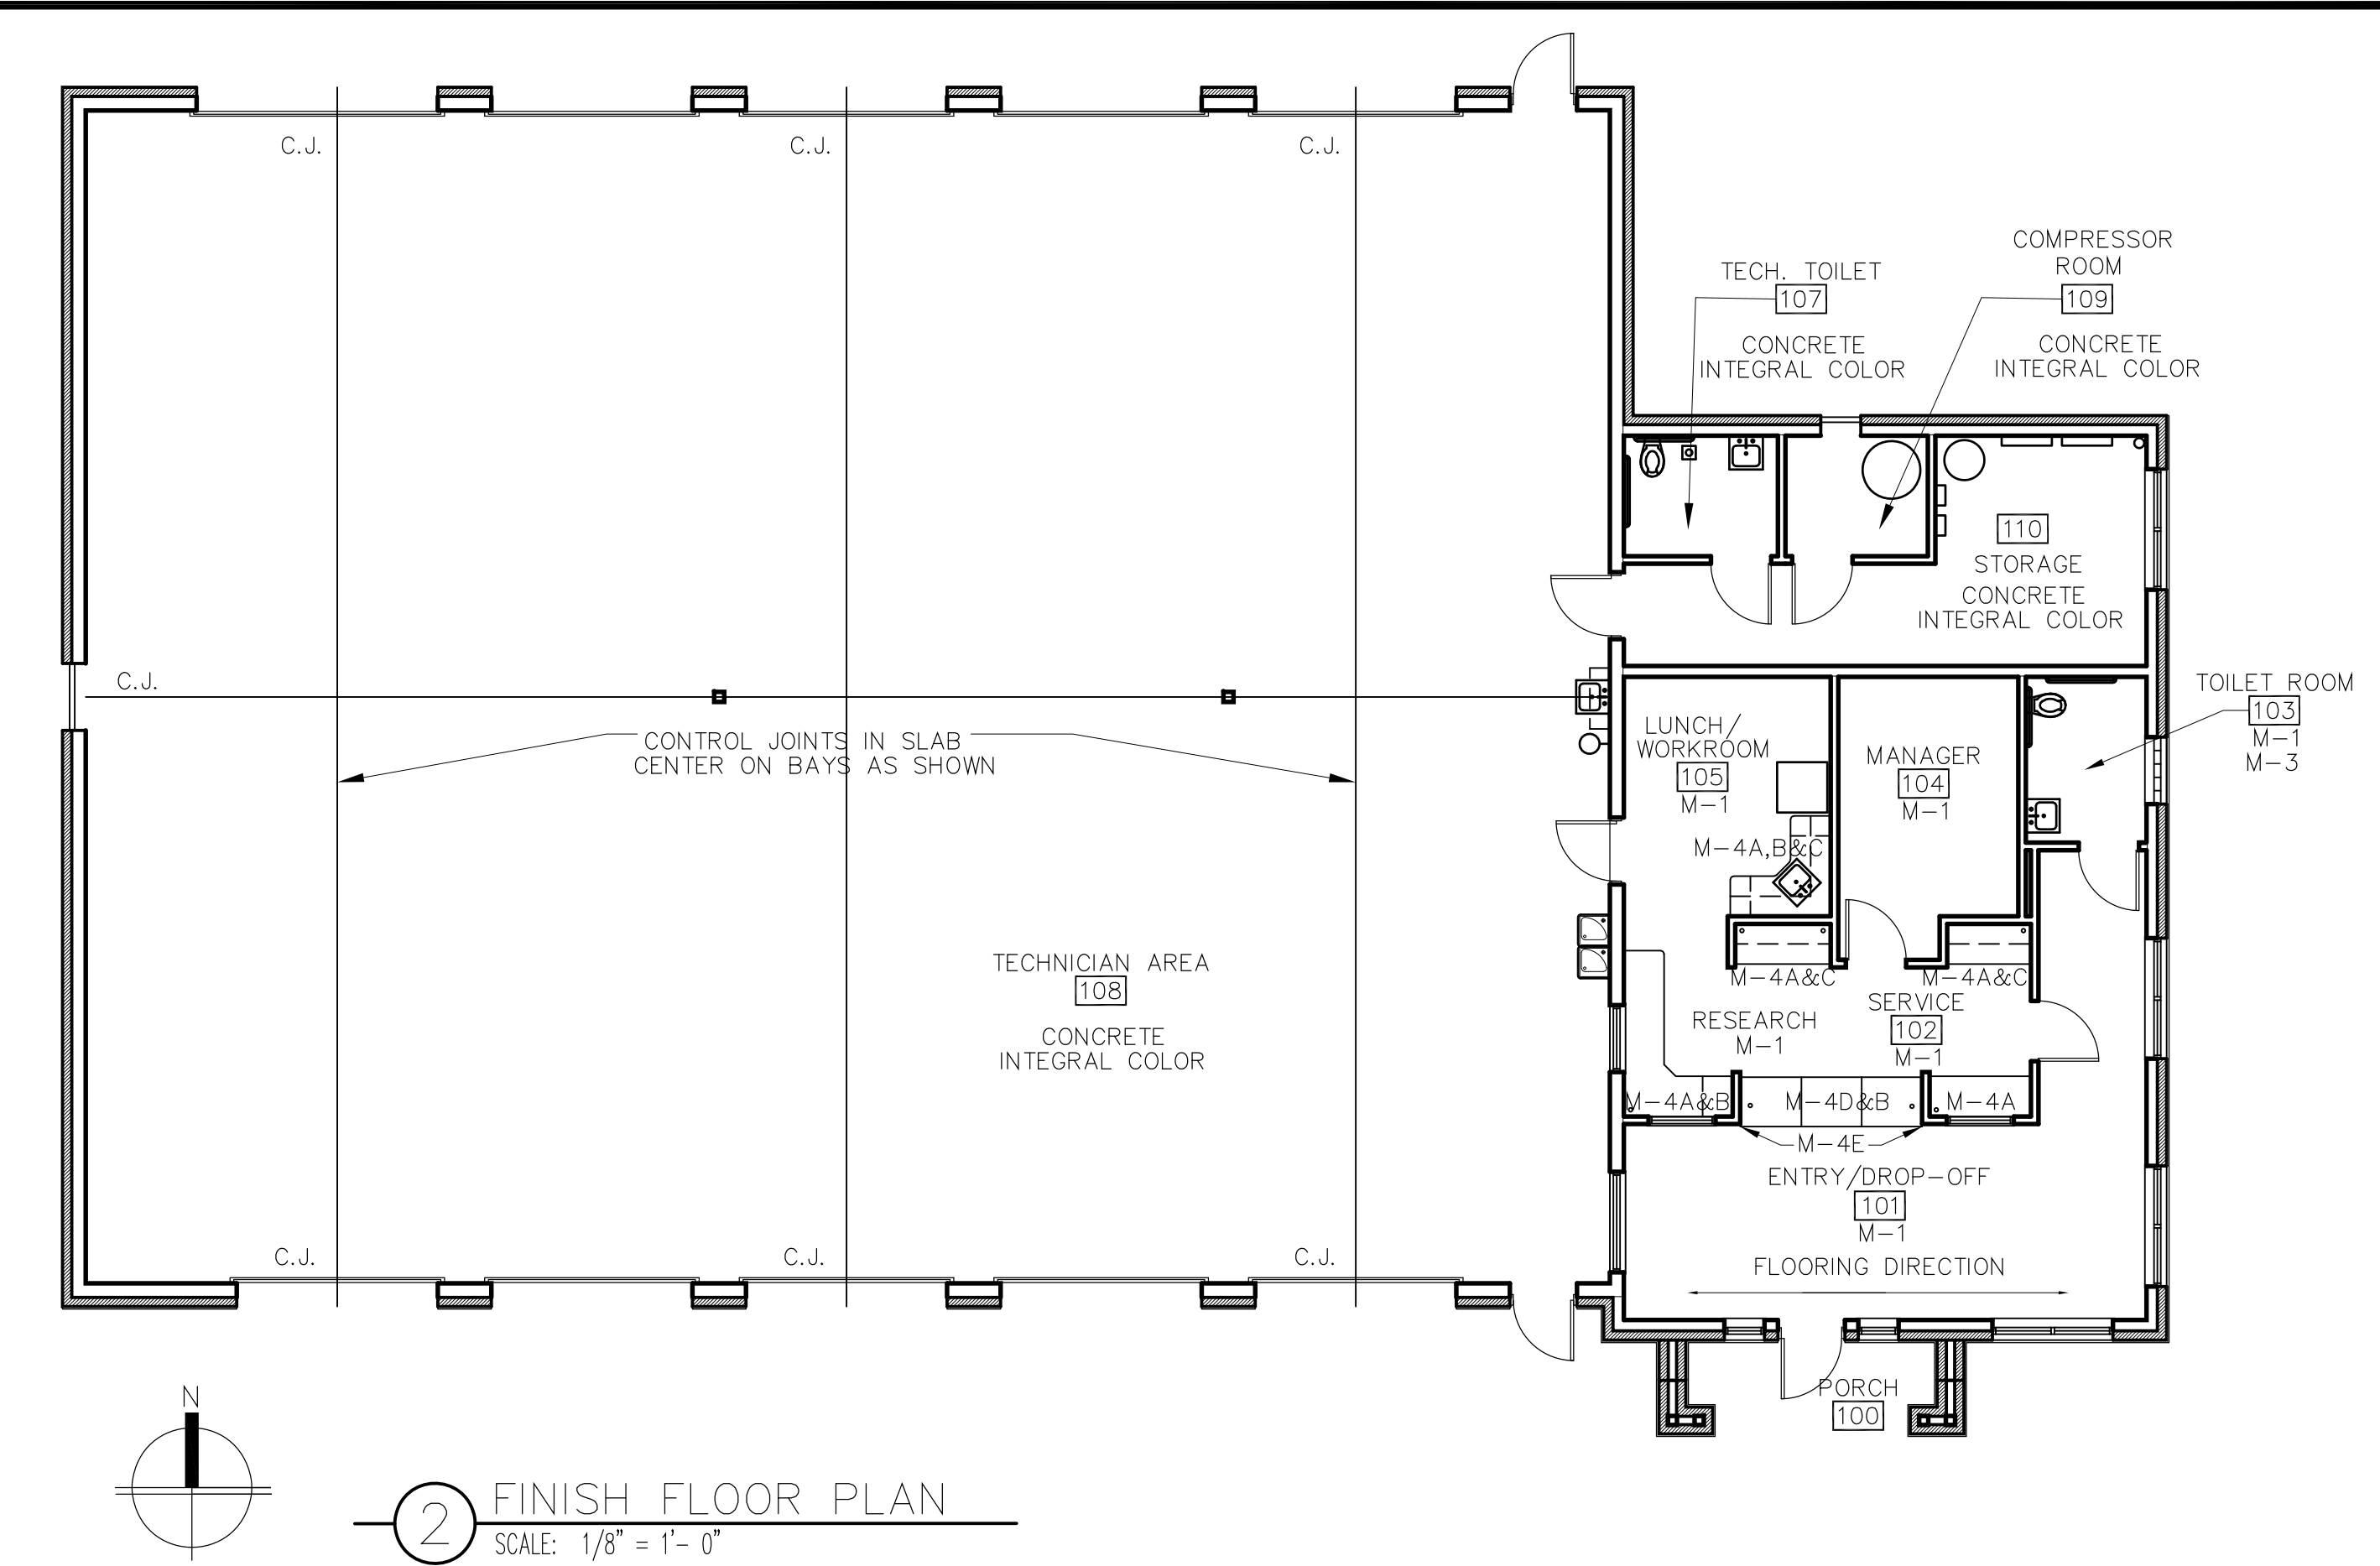 C.J.
C.J.
C.J.
COMPRESSOR
ROOM
109
CONCRETE
INTEGRAL COLOR
TECH. TOILET
107
CONCRETE
INTEGRAL COLOR
110
STORAGE
CONCRETE
INTEGRAL COLOR
C.J.
CONTROL JOINTS IN SLAB
CENTER ON BAYS AS SHOWN
LUNCH/
WORKROOM
105
M-1
M-4A,B&C
MANAGER
104
M-1
TOILET ROOM
103
M-1
M-3
TECHNICIAN AREA
108
CONCRETE
INTEGRAL COLOR
M-4A&C
M-4A&C
RESEARCH
M-1
SERVICE
102
M-1
M-4A&B
M-4D&B
M-4A
M-4E
ENTRY/DROP-OFF
101
M-1
FLOORING DIRECTION
C.J.
C.J.
C.J.
PORCH
100
N
2
FINISH FLOOR PLAN
SCALE: 1/8" = 1'- 0"